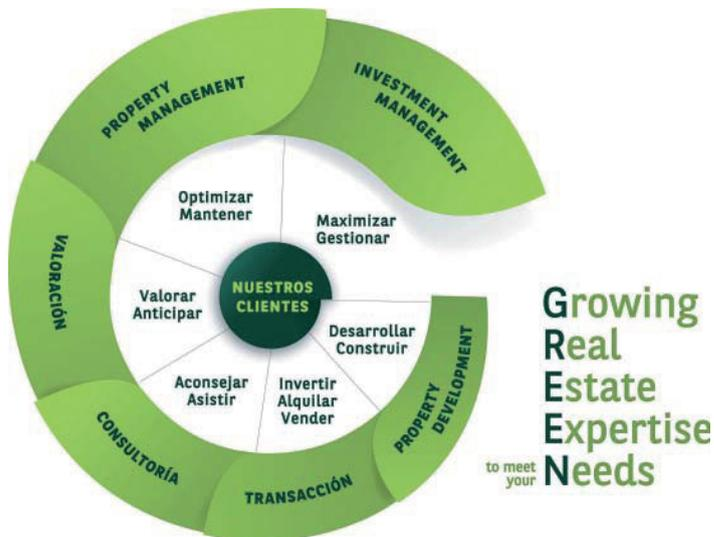 PROPERTY
MANAGEMENT
INVESTMENT
MANAGEMENT
Optimizar
Mantener
Maximizar
Gestionar
VALORACIÓN
Valorar
Anticipar
NUESTROS
CLIENTES
Desarrollar
Construir
Aconsejar
Asistir
Invertir
Alquilar
Vender
PROPERTY
DEVELOPMENT
CONSULTORÍA
TRANSACCIÓN
Growing
Real
Estate
Expertise
to meet
your
Needs